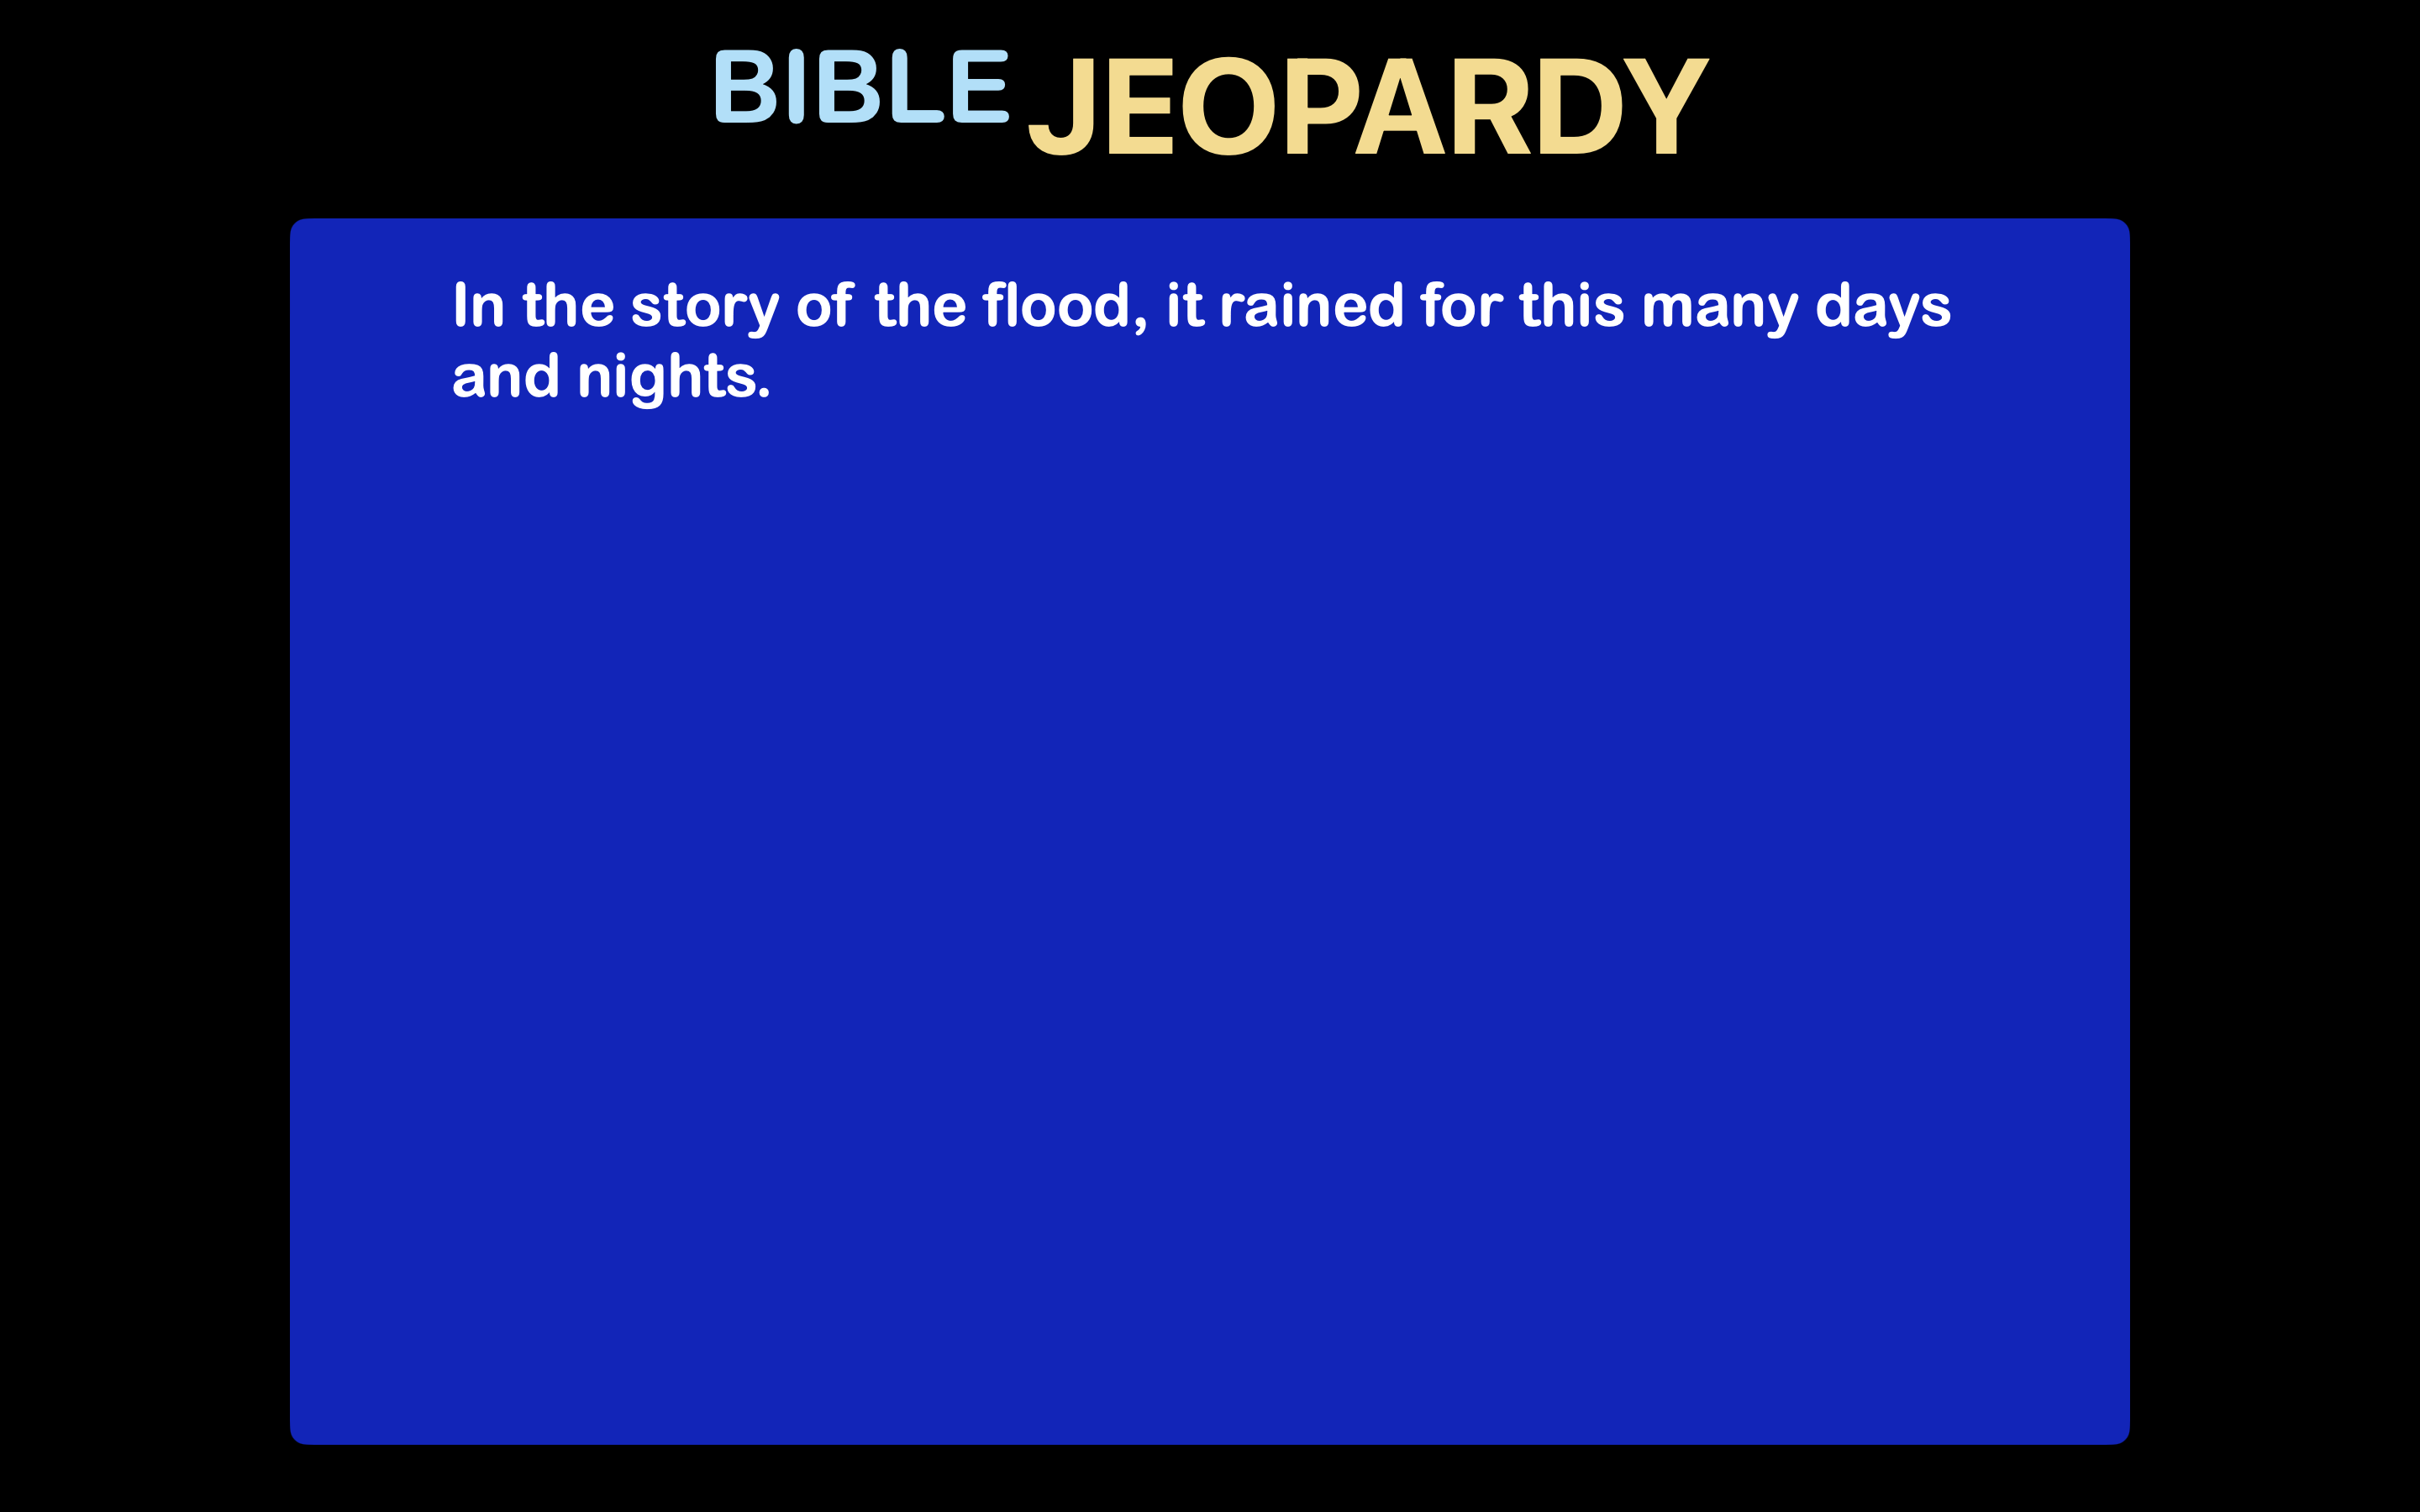 BIBLE JEOPARDY
In the story of the flood, it rained for this many days
and nights.